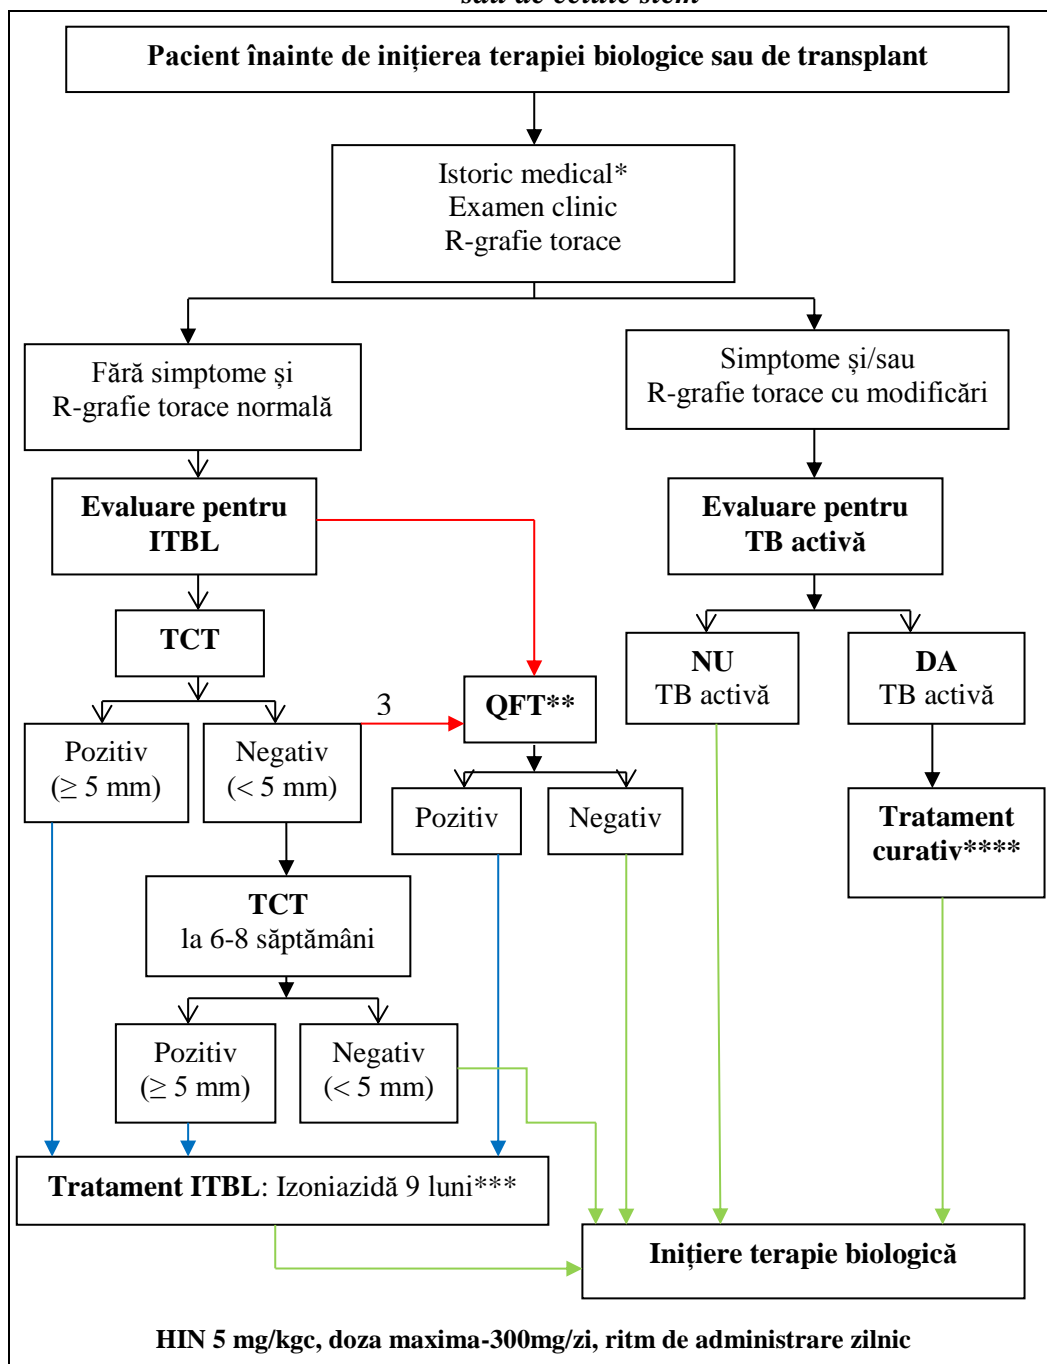 sau de celule stem
Pacient înainte de inițierea terapiei biologice sau de transplant
Istoric medical*
Examen clinic
R-grafie torace
Fără simptome și
R-grafie torace normală
Simptome și/sau
R-grafie torace cu modificări
Evaluare pentru
ITBL
Evaluare pentru
TB activă
TCT
NU
TB activă
DA
TB activă
3
QFT**
Pozitiv
(≥ 5 mm)
Negativ
(< 5 mm)
Pozitiv
Negativ
Tratament
curativ****
TCT
la 6-8 săptămâni
Pozitiv
(≥ 5 mm)
Negativ
(< 5 mm)
Tratament ITBL: Izoniazidă 9 luni***
Inițiere terapie biologică
HIN 5 mg/kgc, doza maxima-300mg/zi, ritm de administrare zilnic